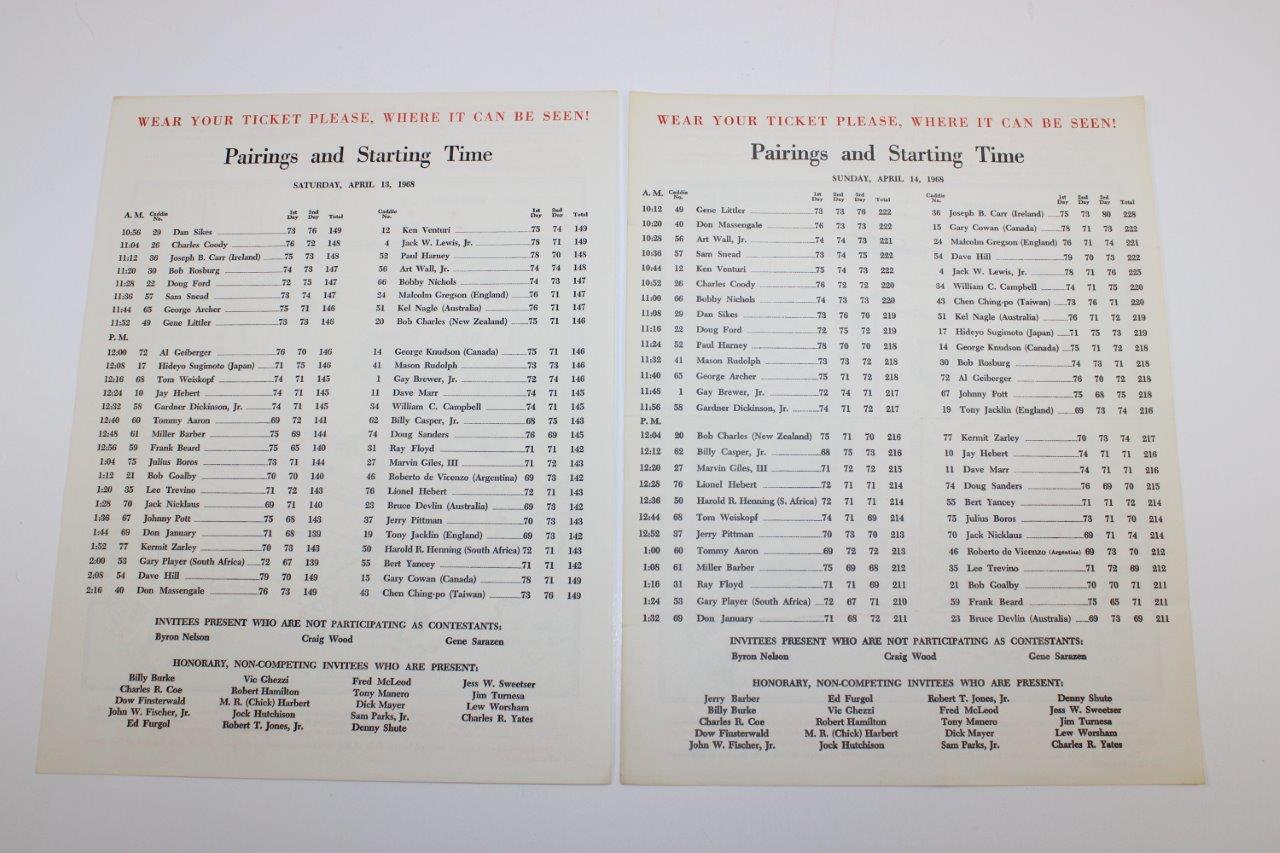 WEAR YOUR TICKET PLEASE, WHERE IT CAN BE SEEN!
Pairings and Starting Time
SATURDAY, APRIL 13, 1968
A. M. Caddie No. 1st Day 2nd Day Total Caddie No. 1st Day 2nd Day Total
10:56 29 Dan Sikes 73 76 149 12 Ken Venturi 75 74 149
11:04 26 Charles Coody 76 72 148 4 Jack W. Lewis, Jr. 78 71 149
11:12 36 Joseph B. Carr (Ireland) 75 73 148 52 Paul Harney 78 70 148
11:20 30 Bob Rosburg 74 73 147 56 Art Wall, Jr. 74 74 148
11:28 22 Doug Ford 72 75 147 66 Bobby Nichols 74 73 147
11:36 57 Sam Snead 73 74 147 24 Malcolm Gregson (England) 76 71 147
11:44 65 George Archer 75 71 146 51 Kel Nagle (Australia) 76 71 147
11:52 49 Gene Littler 73 73 146 20 Bob Charles (New Zealand) 75 71 146
P. M.
12:00 72 Al Geiberger 76 70 146 14 George Knudson (Canada) 75 71 146
12:08 17 Hideyo Sugimoto (Japan) 71 75 146 41 Mason Rudolph 73 73 146
12:16 68 Tom Weiskopf 74 71 145 1 Gay Brewer, Jr. 72 74 146
12:24 10 Jay Hebert 74 71 145 11 Dave Marr 74 71 145
12:32 58 Gardner Dickinson, Jr. 74 71 145 34 William C. Campbell 74 71 145
12:40 60 Tommy Aaron 69 72 141 62 Billy Casper, Jr. 68 75 143
12:48 61 Miller Barber 75 69 144 74 Doug Sanders 76 69 145
12:56 59 Frank Beard 75 65 140 31 Ray Floyd 71 71 142
1:04 75 Julius Boros 73 71 144 27 Marvin Giles, III 71 72 143
1:12 21 Bob Goalby 70 70 140 46 Roberto de Vicenzo (Argentina) 69 73 142
1:20 35 Lee Trevino 71 72 143 76 Lionel Hebert 72 71 143
1:28 70 Jack Nicklaus 69 71 140 23 Bruce Devlin (Australia) 69 73 142
1:36 67 Johnny Pott 75 68 143 37 Jerry Pittman 70 73 143
1:44 69 Don January 71 68 139 19 Tony Jacklin (England) 69 73 142
1:52 77 Kermit Zarley 70 73 143 50 Harold R. Henning (South Africa) 72 71 143
2:00 53 Gary Player (South Africa) 72 67 139 55 Bert Yancey 71 71 142
2:08 54 Dave Hill 79 70 149 15 Gary Cowan (Canada) 78 71 149
2:16 40 Don Massengale 76 73 149 43 Chen Ching-po (Taiwan) 73 76 149
INVITEES PRESENT WHO ARE NOT PARTICIPATING AS CONTESTANTS:
Byron Nelson Craig Wood Gene Sarazen
HONORARY, NON-COMPETING INVITEES WHO ARE PRESENT:
Billy Burke Vic Ghezzi Fred McLeod Jess W. Sweetser
Charles R. Coe Robert Hamilton Tony Manero Jim Turnesa
Dow Finsterwald M. R. (Chick) Harbert Dick Mayer Lew Worsham
John W. Fischer, Jr. Jock Hutchison Sam Parks, Jr. Charles R. Yates
Ed Furgol Robert T. Jones, Jr. Denny Shute
WEAR YOUR TICKET PLEASE, WHERE IT CAN BE SEEN!
Pairings and Starting Time
SUNDAY, APRIL 14, 1968
A. M. Caddie No. 1st Day 2nd Day 3rd Day Total Caddie No. 1st Day 2nd Day 3rd Day Total
10:12 49 Gene Littler 73 73 76 222 36 Joseph B. Carr (Ireland) 75 73 80 228
10:20 40 Don Massengale 76 73 73 222 15 Gary Cowan (Canada) 78 71 73 222
10:28 56 Art Wall, Jr. 74 74 73 221 24 Malcolm Gregson (England) 76 71 74 221
10:36 57 Sam Snead 73 74 75 222 54 Dave Hill 79 70 73 222
10:44 12 Ken Venturi 75 74 73 222 4 Jack W. Lewis, Jr. 78 71 76 225
10:52 26 Charles Coody 76 72 72 220 34 William C. Campbell 74 71 75 220
11:00 66 Bobby Nichols 74 73 73 220 43 Chen Ching-po (Taiwan) 73 76 71 220
11:08 29 Dan Sikes 73 76 70 219 51 Kel Nagle (Australia) 76 71 72 219
11:16 22 Doug Ford 72 75 72 219 17 Hideyo Sugimoto (Japan) 71 75 73 219
11:24 52 Paul Harney 78 70 70 218 14 George Knudson (Canada) 75 71 72 218
11:32 41 Mason Rudolph 73 73 72 218 30 Bob Rosburg 74 73 71 218
11:40 65 George Archer 75 71 72 218 72 Al Geiberger 76 70 72 218
11:48 1 Gay Brewer, Jr. 72 74 71 217 67 Johnny Pott 75 68 75 218
11:56 58 Gardner Dickinson, Jr. 74 71 72 217 19 Tony Jacklin (England) 69 73 74 216
P. M.
12:04 20 Bob Charles (New Zealand) 75 71 70 216 77 Kermit Zarley 70 73 74 217
12:12 62 Billy Casper, Jr. 68 75 73 216 10 Jay Hebert 74 71 71 216
12:20 27 Marvin Giles, III 71 72 72 215 11 Dave Marr 74 71 71 216
12:28 76 Lionel Hebert 72 71 71 214 74 Doug Sanders 76 69 70 215
12:36 50 Harold R. Henning (S. Africa) 72 71 71 214 55 Bert Yancey 71 71 72 214
12:44 68 Tom Weiskopf 74 71 69 214 75 Julius Boros 73 71 70 214
12:52 37 Jerry Pittman 70 73 70 213 70 Jack Nicklaus 69 71 74 214
1:00 60 Tommy Aaron 69 72 72 213 46 Roberto de Vicenzo (Argentina) 69 73 70 212
1:08 61 Miller Barber 75 69 68 212 35 Lee Trevino 71 72 69 212
1:16 31 Ray Floyd 71 71 69 211 21 Bob Goalby 70 70 71 211
1:24 53 Gary Player (South Africa) 72 67 71 210 59 Frank Beard 75 65 71 211
1:32 69 Don January 71 68 72 211 23 Bruce Devlin (Australia) 69 73 69 211
INVITEES PRESENT WHO ARE NOT PARTICIPATING AS CONTESTANTS:
Byron Nelson Craig Wood Gene Sarazen
HONORARY, NON-COMPETING INVITEES WHO ARE PRESENT:
Jerry Barber Ed Furgol Robert T. Jones, Jr. Denny Shute
Billy Burke Vic Ghezzi Fred McLeod Jess W. Sweetser
Charles R. Coe Robert Hamilton Tony Manero Jim Turnesa
Dow Finsterwald M. R. (Chick) Harbert Dick Mayer Lew Worsham
John W. Fischer, Jr. Jock Hutchison Sam Parks, Jr. Charles R. Yates